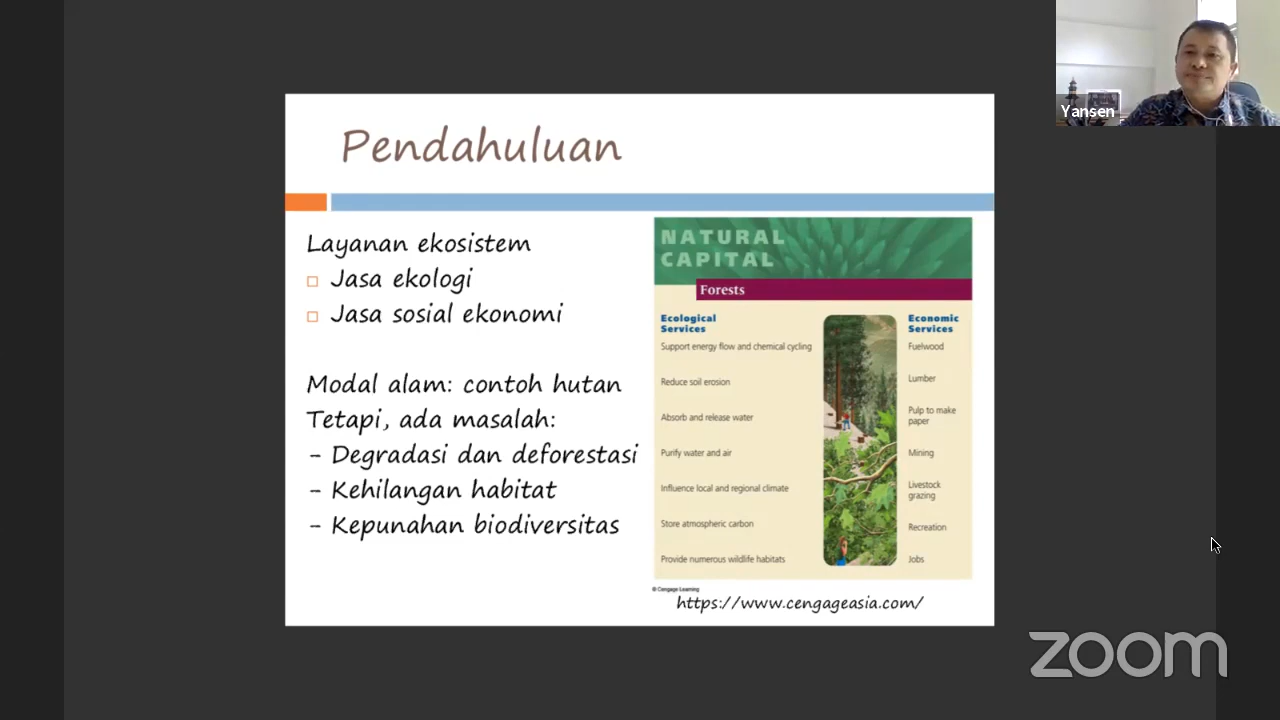 Yansen
Pendahuluan
Layanan ekosistem
Jasa ekologi
Jasa sosial ekonomi
Modal alam: contoh hutan
Tetapi, ada masalah:
- Degradasi dan deforestasi
- Kehilangan habitat
- Kepunahan biodiversitas
NATURAL
CAPITAL
Forests
Ecological
Services
Support energy flow and chemical cycling
Reduce soil erosion
Absorb and release water
Purify water and air
Influence local and regional climate
Store atmospheric carbon
Provide numerous wildlife habitats
Economic
Services
Fuelwood
Lumber
Pulp to make
paper
Mining
Livestock
grazing
Recreation
Jobs
© Cengage Learning
https://www.cengageasia.com/
zoom